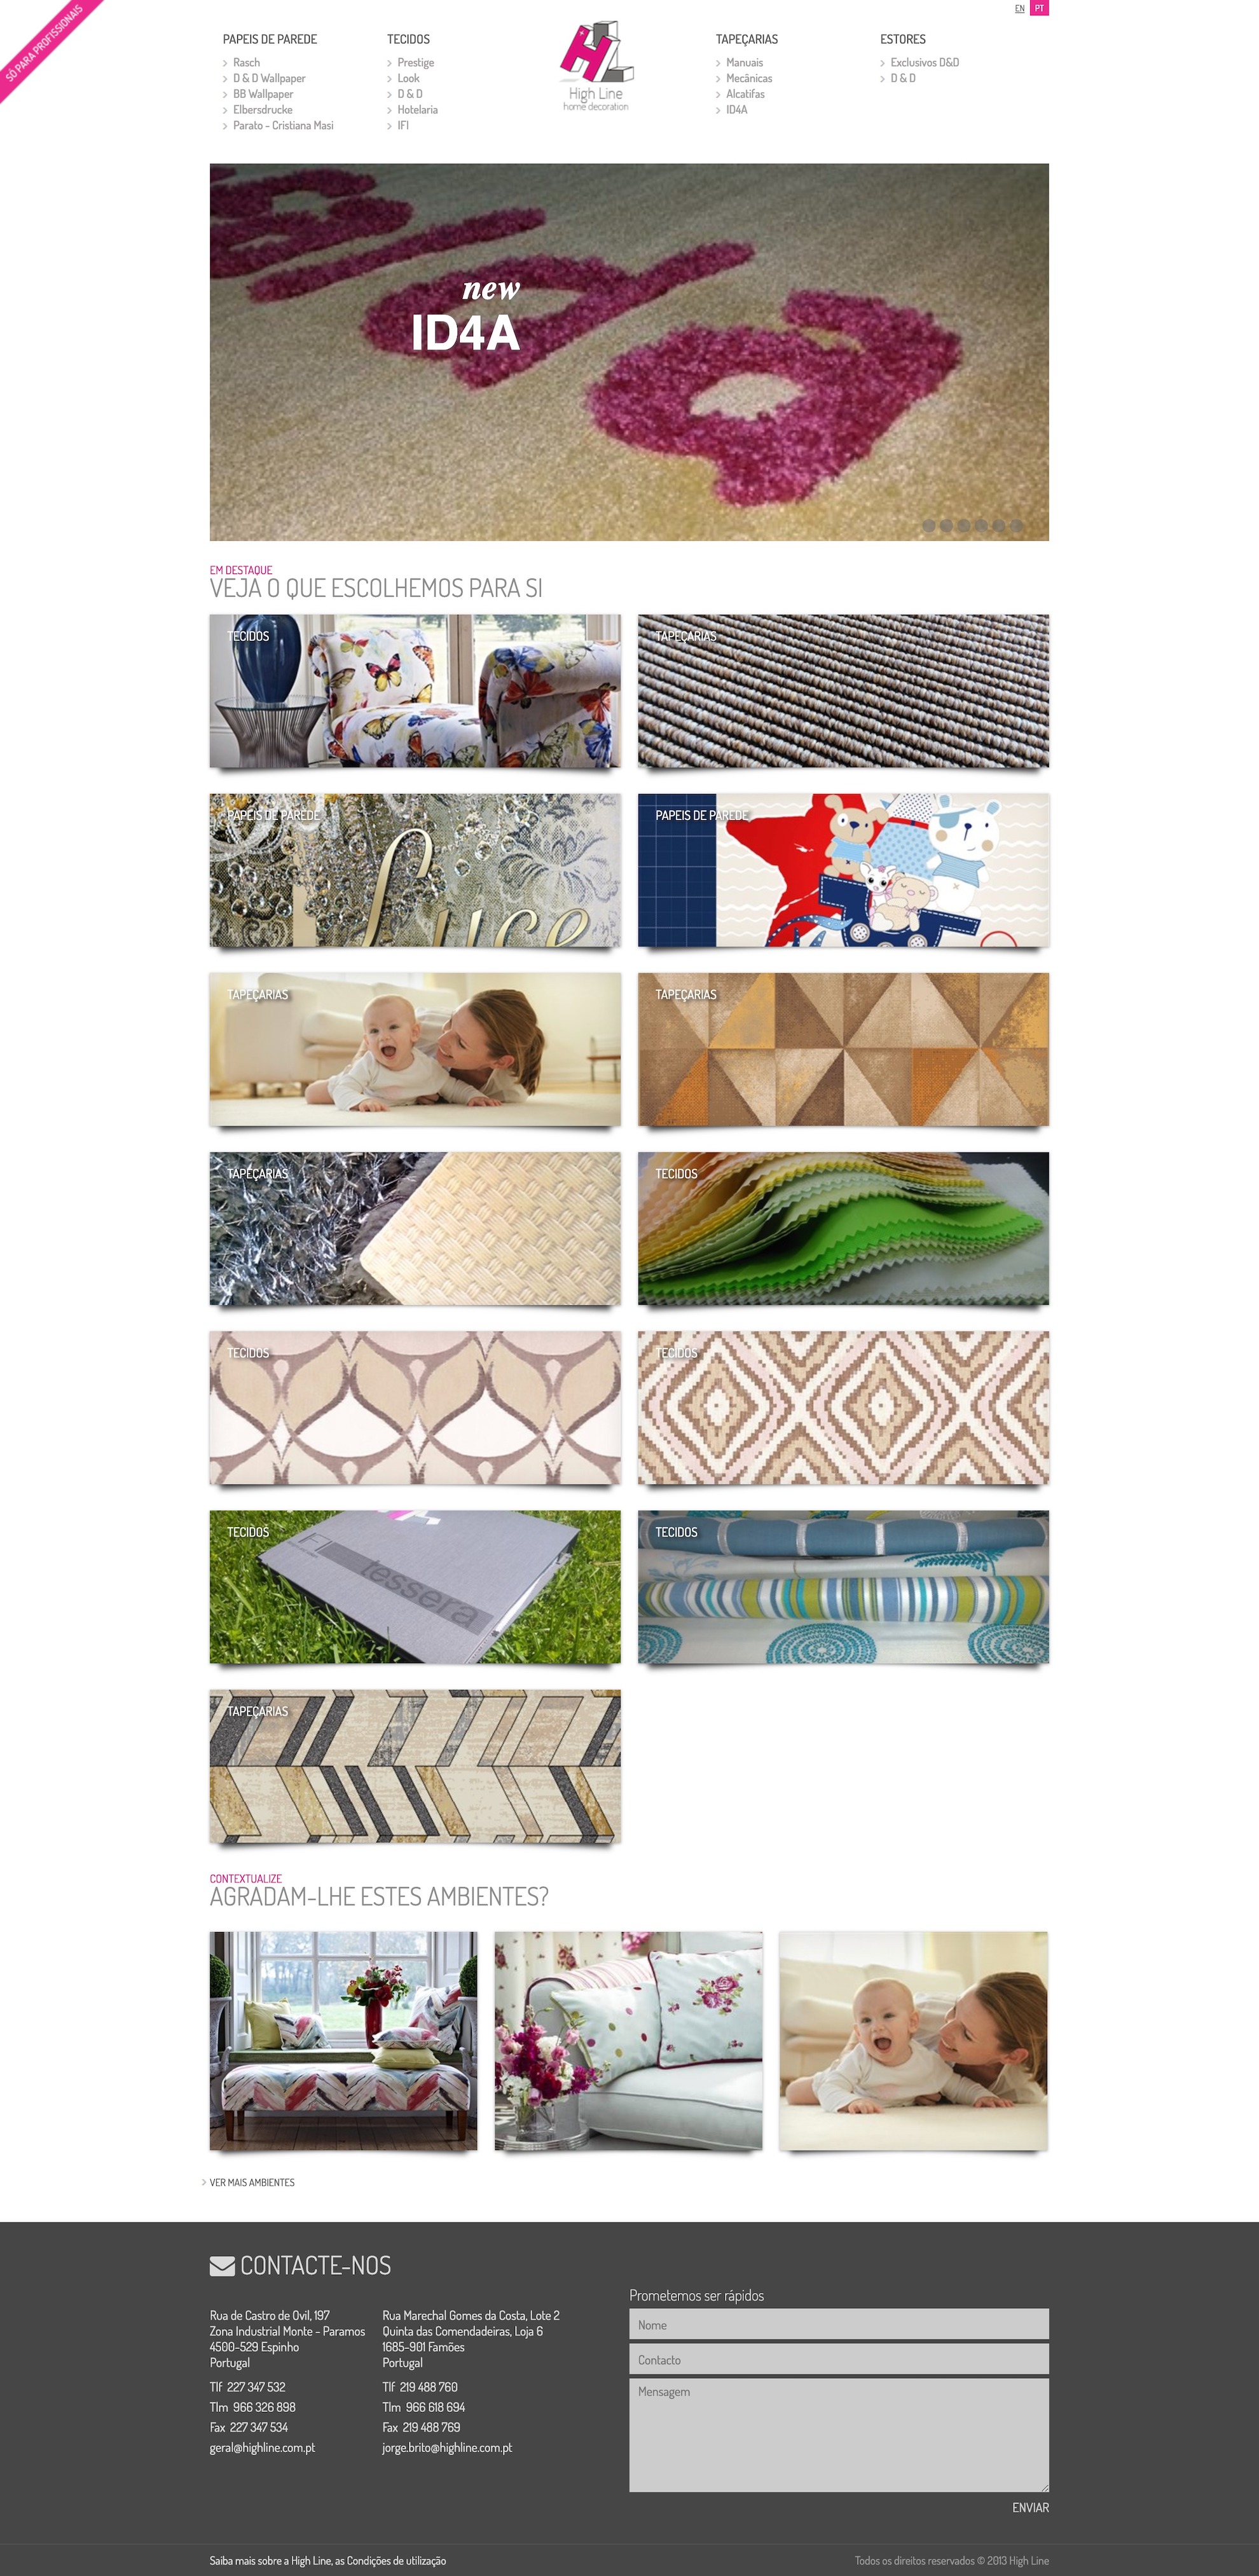 SÓ PARA PROFISSIONAIS
EN PT
PAPEIS DE PAREDE
Rasch
D & D Wallpaper
BB Wallpaper
Elbersdrucke
Parato - Cristiana Masi
TECIDOS
Prestige
Look
D & D
Hotelaria
IFI
High Line
home decoration
TAPEÇARIAS
Manuais
Mecânicas
Alcatifas
ID4A
ESTORES
Exclusivos D&D
D & D
new
ID4A
EM DESTAQUE
VEJA O QUE ESCOLHEMOS PARA SI
TECIDOS
TAPEÇARIAS
PAPEIS DE PAREDE
Luce
PAPEIS DE PAREDE
TAPEÇARIAS
TAPEÇARIAS
TAPEÇARIAS
TECIDOS
TECIDOS
TECIDOS
TECIDOS
tessera
TECIDOS
TAPEÇARIAS
CONTEXTUALIZE
AGRADAM-LHE ESTES AMBIENTES?
VER MAIS AMBIENTES
CONTACTE-NOS
Rua de Castro de Ovil, 197
Zona Industrial Monte - Paramos
4500-529 Espinho
Portugal
Tlf 227 347 532
Tlm 966 326 898
Fax 227 347 534
geral@highline.com.pt
Rua Marechal Gomes da Costa, Lote 2
Quinta das Comendadeiras, Loja 6
1685-901 Famões
Portugal
Tlf 219 488 760
Tlm 966 618 694
Fax 219 488 769
jorge.brito@highline.com.pt
Prometemos ser rápidos
Nome
Contacto
Mensagem
ENVIAR
Saiba mais sobre a High Line, as Condições de utilização
Todos os direitos reservados © 2013 High Line